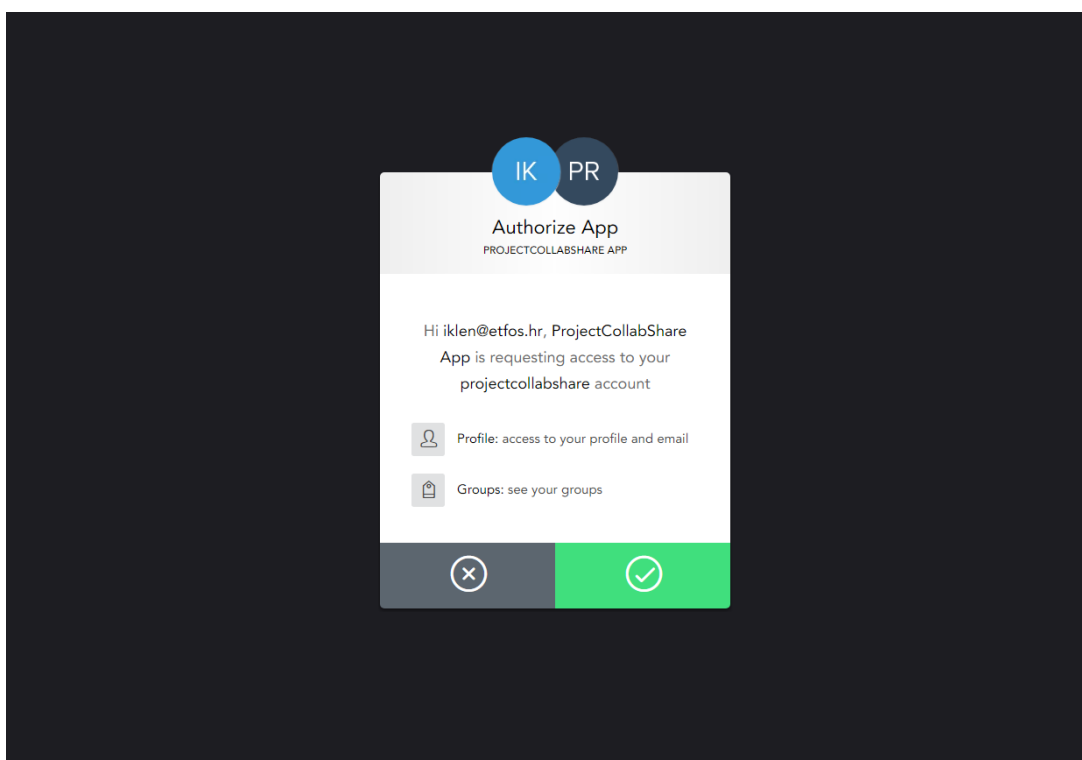 IK PR
Authorize App
PROJECTCOLLABSHARE APP
Hi iklen@etfos.hr, ProjectCollabShare
App is requesting access to your
projectcollabshare account
Profile: access to your profile and email
Groups: see your groups